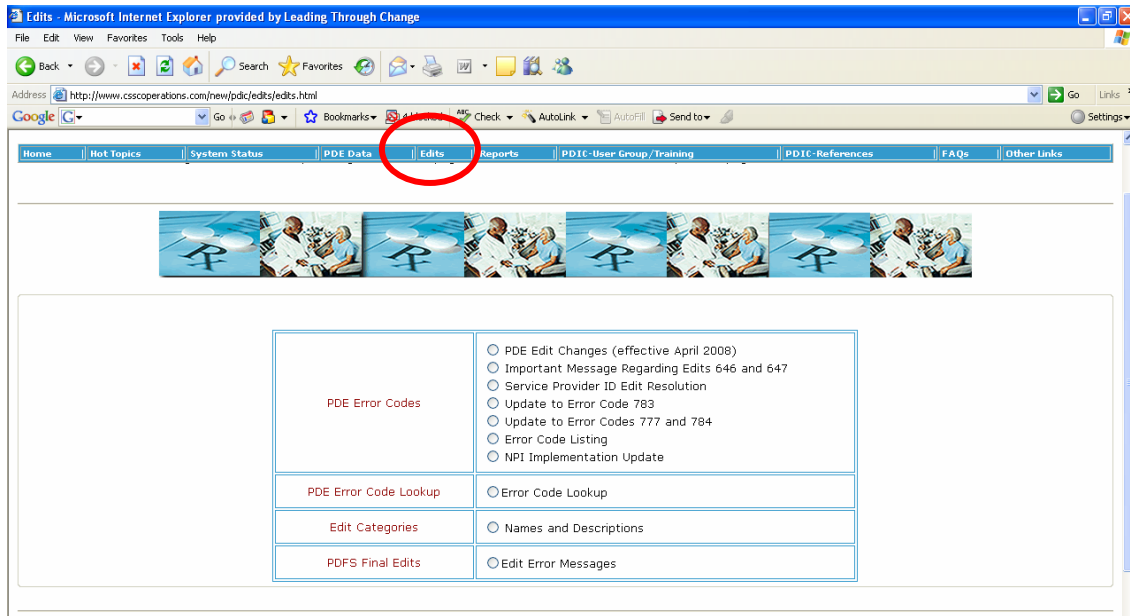 Edits - Microsoft Internet Explorer provided by Leading Through Change
File Edit View Favorites Tools Help
Back Search Favorites
Address http://www.csscoperations.com/new/pdic/edits/edits.html Go Links
Google G Go Bookmarks Check AutoLink AutoFill Send to Settings
Home Hot Topics System Status PDE Data Edits Reports PDIC-User Group/Training PDIC-References FAQs Other Links
PDE Error Codes
PDE Edit Changes (effective April 2008)
Important Message Regarding Edits 646 and 647
Service Provider ID Edit Resolution
Update to Error Code 783
Update to Error Codes 777 and 784
Error Code Listing
NPI Implementation Update
PDE Error Code Lookup Error Code Lookup
Edit Categories Names and Descriptions
PDFS Final Edits Edit Error Messages